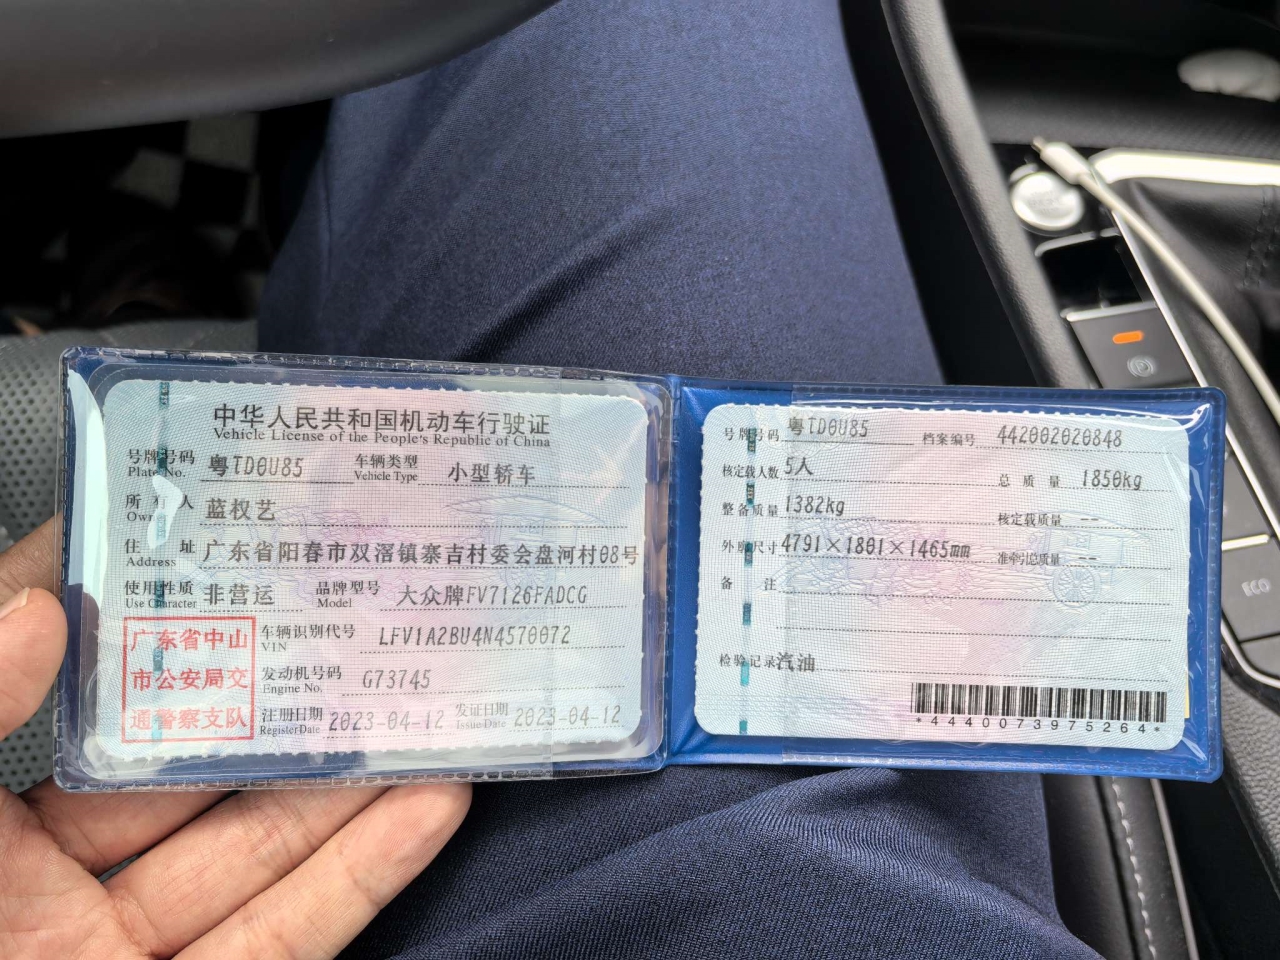 中华人民共和国机动车行驶证
Vehicle License of the People's Republic of China
号牌号码 粤TD0U85 车辆类型 小型轿车
Plate No. Vehicle Type
所有人 蓝权艺
Owner
住址 广东省阳春市双滘镇寨吉村委会盘河村08号
Address
使用性质 非营运 品牌型号 大众牌FV7126FADCG
Use Character Model
广东省中山
市公安局交
通警察支队
车辆识别代号 LFV1A2BU4N4570072
VIN
发动机号码 G73745
Engine No.
注册日期 2023-04-12 发证日期 2023-04-12
Register Date Issue Date
号牌号码 粤TD0U85 档案编号 442002020848
核定载人数 5人 总质量 1850kg
整备质量 1382kg 核定载质量 --
外廓尺寸 4791×1801×1465mm 准牵引总质量 --
备注
检验记录 汽油
*4440073975264*
ECO